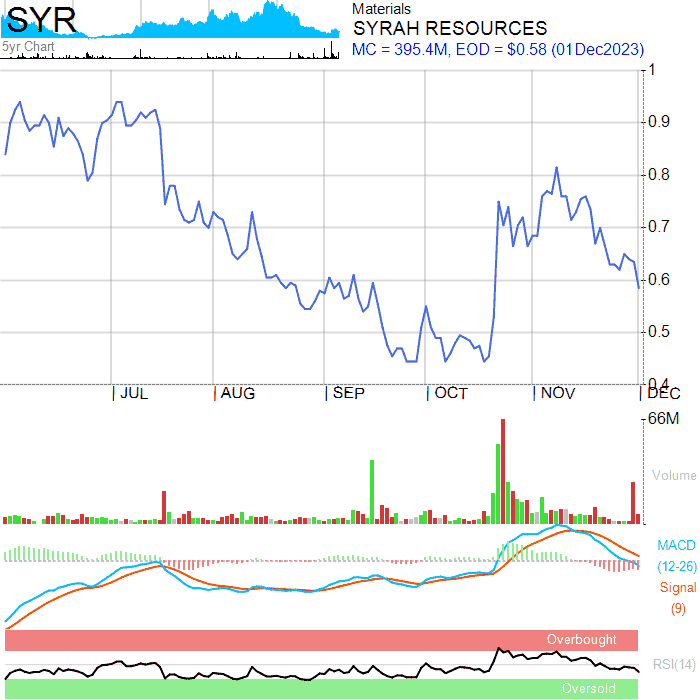 SYR
5yr Chart
Materials
SYRAH RESOURCES
MC = 395.4M, EOD = $0.58 (01Dec2023)
1
0.9
0.8
0.7
0.6
0.5
0.4
JUL
AUG
SEP
OCT
NOV
DEC
66M
Volume
MACD
(12-26)
Signal
(9)
Overbought
RSI(14)
Oversold